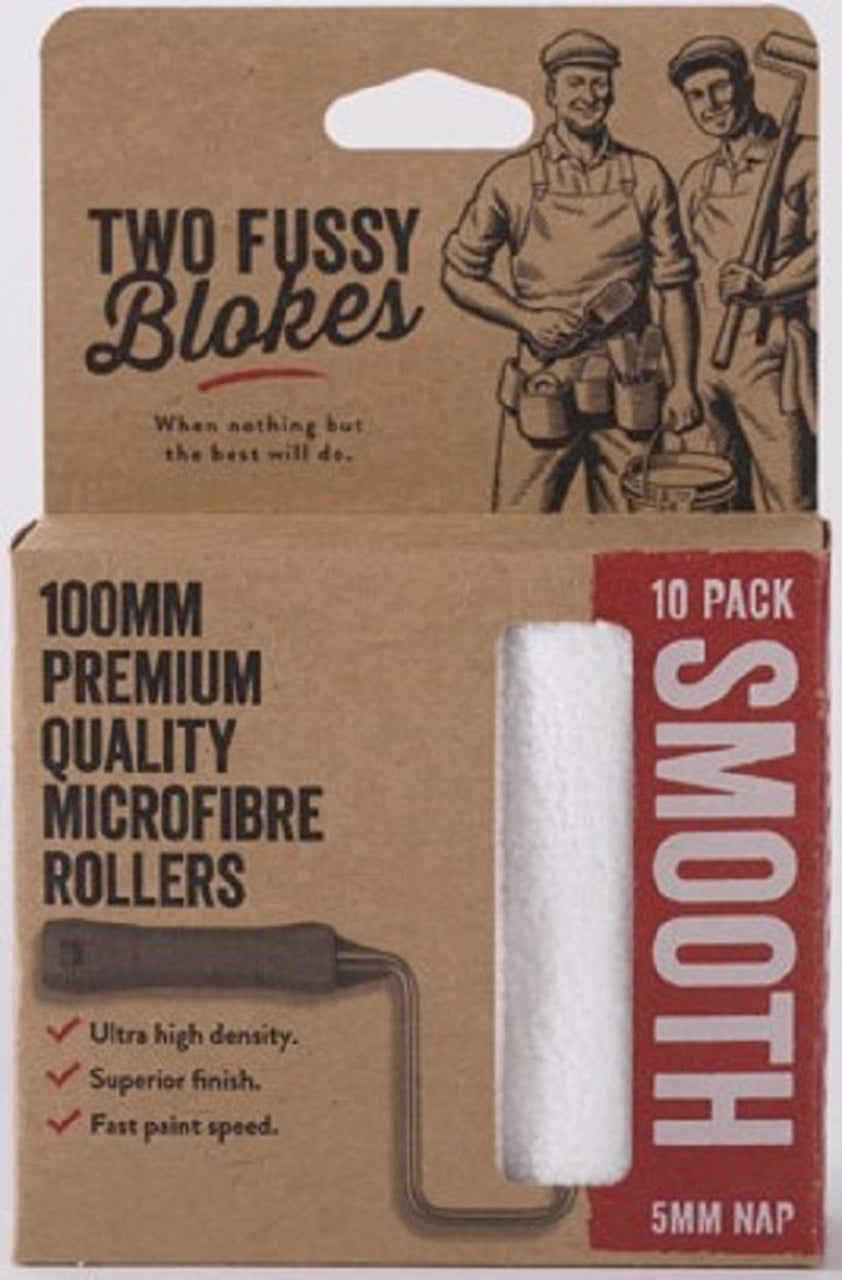 TWO FUSSY
Blokes
When nothing but
the best will do.
100MM
PREMIUM
QUALITY
MICROFIBRE
ROLLERS
Ultra high density.
Superior finish.
Fast paint speed.
10 PACK
SMOOTH
5MM NAP